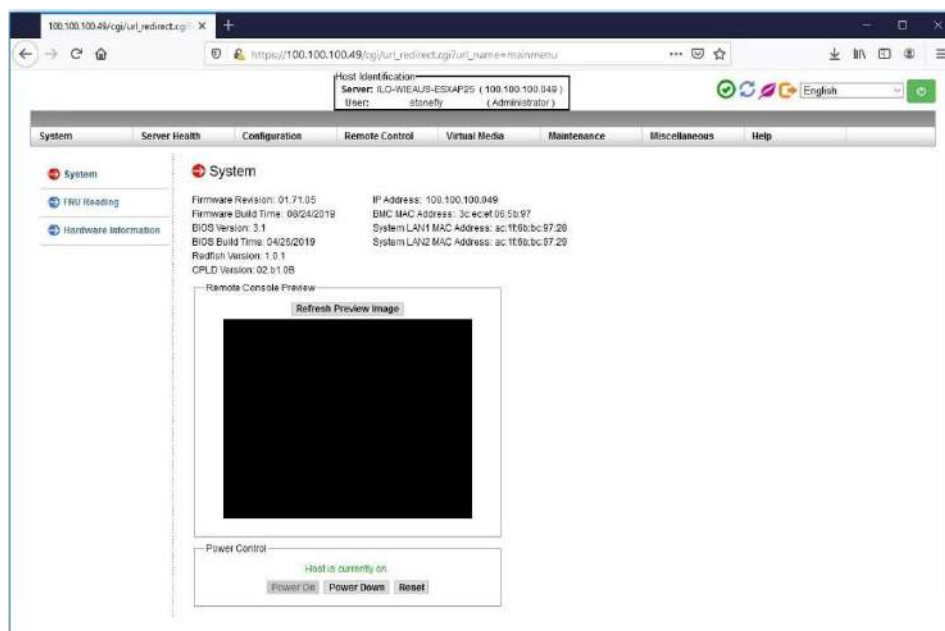 100.100.100.49/cgi/url_redirect.cgi?
https://100.100.100.49/cgi/url_redirect.cgi?url_name=mainmenu
Host Identification
Server: ILO-WIEAUS-ESXAP25 ( 100.100.100.049 )
User: stonefly ( Administrator )
English
System Server Health Configuration Remote Control Virtual Media Maintenance Miscellaneous Help
System
FRU Reading
Hardware Information
System
Firmware Revision: 01.71.05
Firmware Build Time: 08/24/2019
BIOS Version: 3.1
BIOS Build Time: 04/26/2019
Redfish Version: 1.0.1
CPLD Version: 02.b1.0B
IP Address: 100.100.100.049
BMC MAC Address: 3c:ec:ef:06:5b:97
System LAN1 MAC Address: ac:1f:6b:bc:97:28
System LAN2 MAC Address: ac:1f:6b:bc:97:29
Remote Console Preview
Refresh Preview Image
Power Control
Host is currently on
Power On Power Down Reset